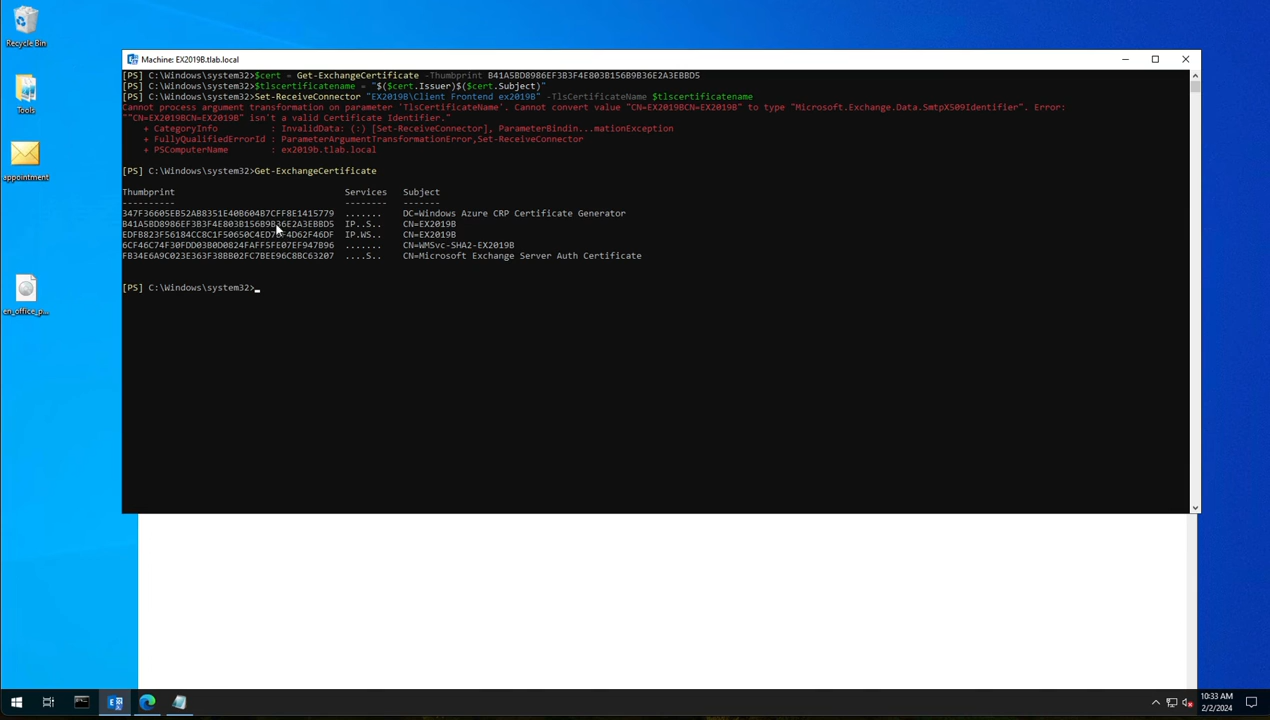 Recycle Bin
Tools
appointment
en_office_p...
Machine: EX2019B.tlab.local
[PS] C:\Windows\system32>$cert = Get-ExchangeCertificate -Thumbprint B41A5BD8986EF3B3F4E803B156B9B36E2A3EBBD5
[PS] C:\Windows\system32>$tlscertificatename = "$($cert.Issuer)$($cert.Subject)"
[PS] C:\Windows\system32>Set-ReceiveConnector "EX2019B\Client Frontend ex2019B" -TlsCertificateName $tlscertificatename
Cannot process argument transformation on parameter 'TlsCertificateName'. Cannot convert value "CN=EX2019BCN=EX2019B" to type "Microsoft.Exchange.Data.SmtpX509Identifier". Error:
""CN=EX2019BCN=EX2019B" isn't a valid Certificate Identifier."
+ CategoryInfo : InvalidData: (:) [Set-ReceiveConnector], ParameterBindin...mationException
+ FullyQualifiedErrorId : ParameterArgumentTransformationError,Set-ReceiveConnector
+ PSComputerName : ex2019b.tlab.local
[PS] C:\Windows\system32>Get-ExchangeCertificate
Thumbprint Services Subject
---------- -------- -------
347F36605EB52AB8351E40B604B7CFF8E1415779 ....... DC=Windows Azure CRP Certificate Generator
B41A5BD8986EF3B3F4E803B156B9B36E2A3EBBD5 IP..S.. CN=EX2019B
IP.WS.. CN=EX2019B
6CF46C74F30FDD03B0D0824FAFF5FE07EF947B96 ....... CN=WMSvc-SHA2-EX2019B
FB34E6A9C023E363F38BB02FC7BEE96C8BC63207 ....S.. CN=Microsoft Exchange Server Auth Certificate
[PS] C:\Windows\system32>
10:33 AM
2/2/2024